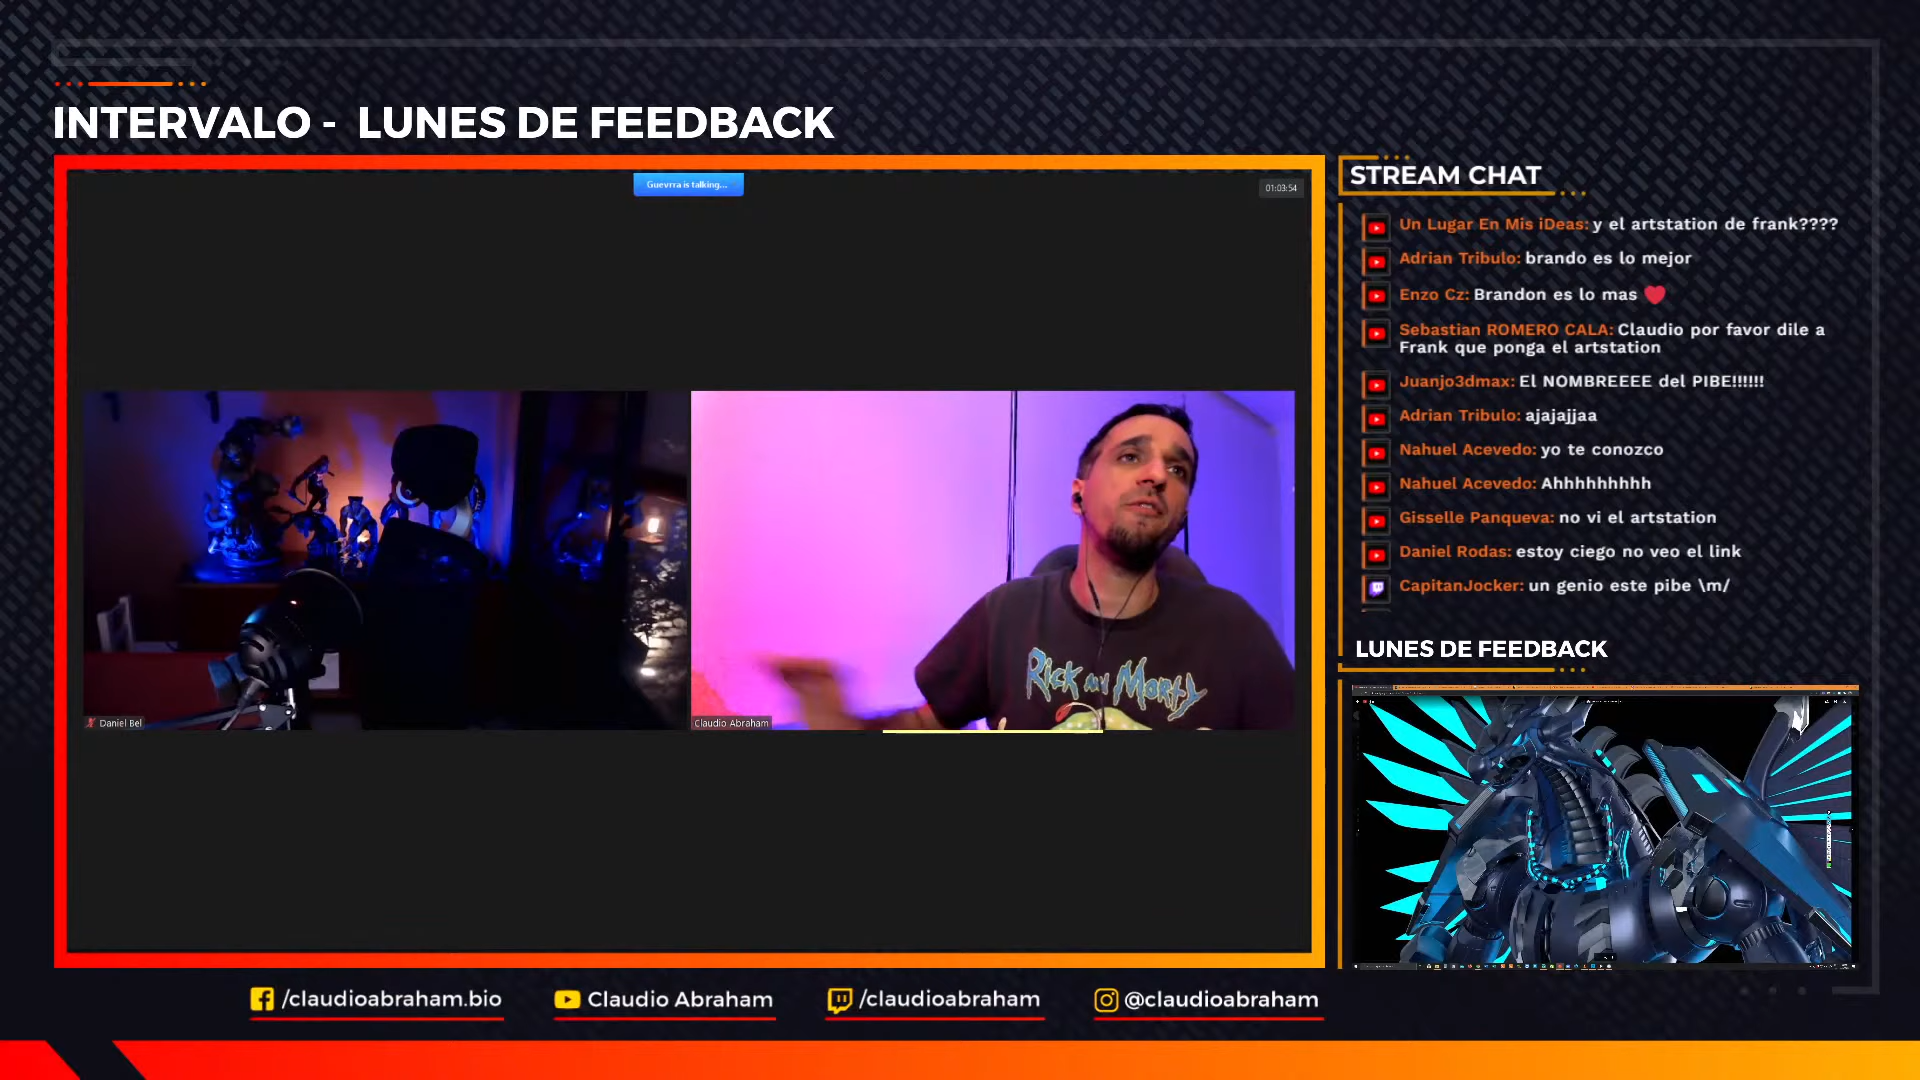 INTERVALO - LUNES DE FEEDBACK
Guevrra is talking...
01:03:54
Daniel Bel
Claudio Abraham
Rick and Morty
STREAM CHAT
Un Lugar En Mis iDeas: y el artstation de frank????
Adrian Tribulo: brando es lo mejor
Enzo Cz: Brandon es lo mas ❤
Sebastian ROMERO CALA: Claudio por favor dile a
Frank que ponga el artstation
Juanjo3dmax: El NOMBREEEE del PIBE!!!!!!
Adrian Tribulo: ajajajjaa
Nahuel Acevedo: yo te conozco
Nahuel Acevedo: Ahhhhhhhhh
Gisselle Panqueva: no vi el artstation
Daniel Rodas: estoy ciego no veo el link
CapitanJocker: un genio este pibe \m/
LUNES DE FEEDBACK
/claudioabraham.bio
Claudio Abraham
/claudioabraham
@claudioabraham